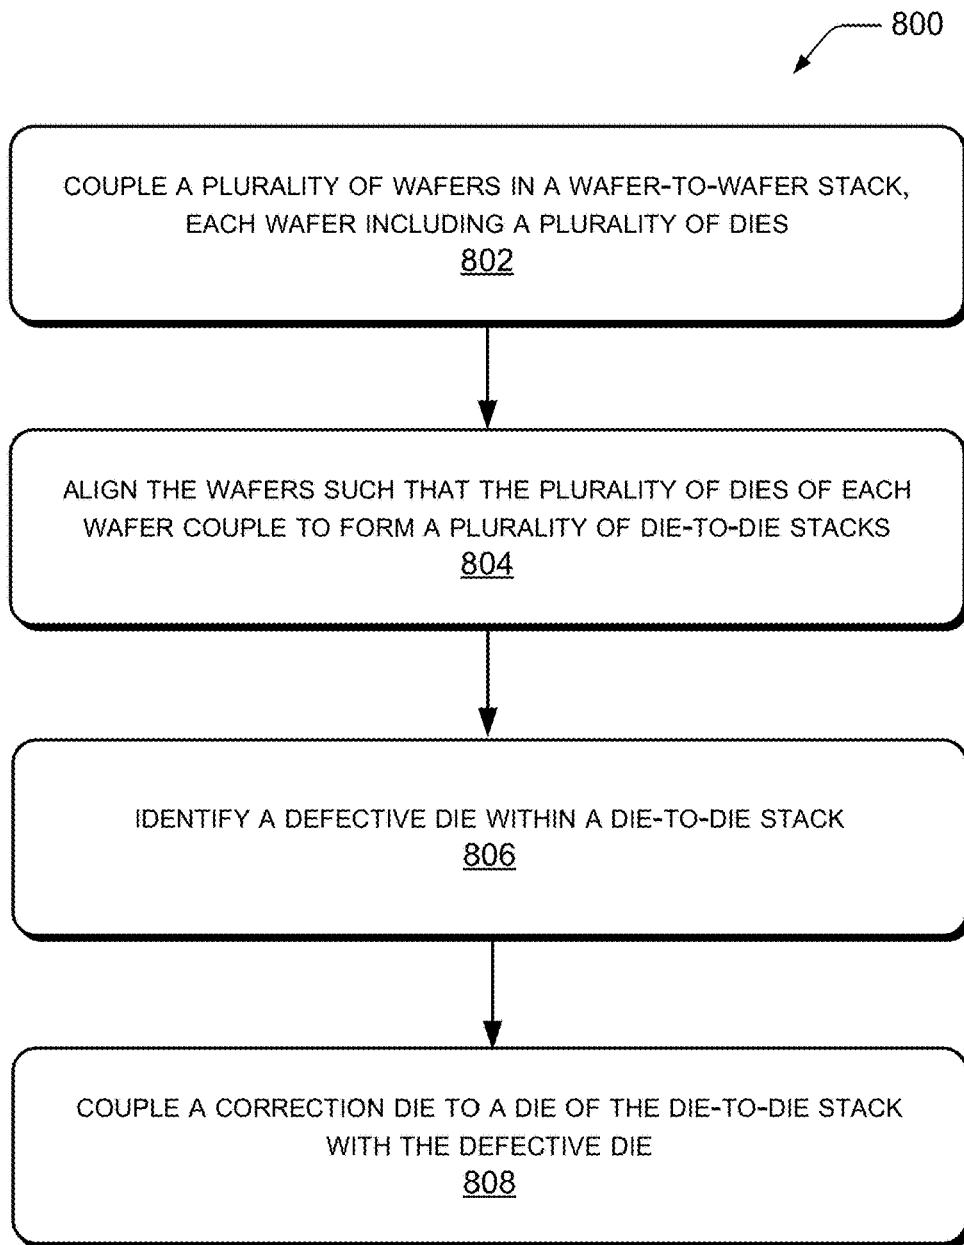 800
COUPLE A PLURALITY OF WAFERS IN A WAFER-TO-WAFER STACK,
EACH WAFER INCLUDING A PLURALITY OF DIES
802
ALIGN THE WAFERS SUCH THAT THE PLURALITY OF DIES OF EACH
WAFER COUPLE TO FORM A PLURALITY OF DIE-TO-DIE STACKS
804
IDENTIFY A DEFECTIVE DIE WITHIN A DIE-TO-DIE STACK
806
COUPLE A CORRECTION DIE TO A DIE OF THE DIE-TO-DIE STACK
WITH THE DEFECTIVE DIE
808